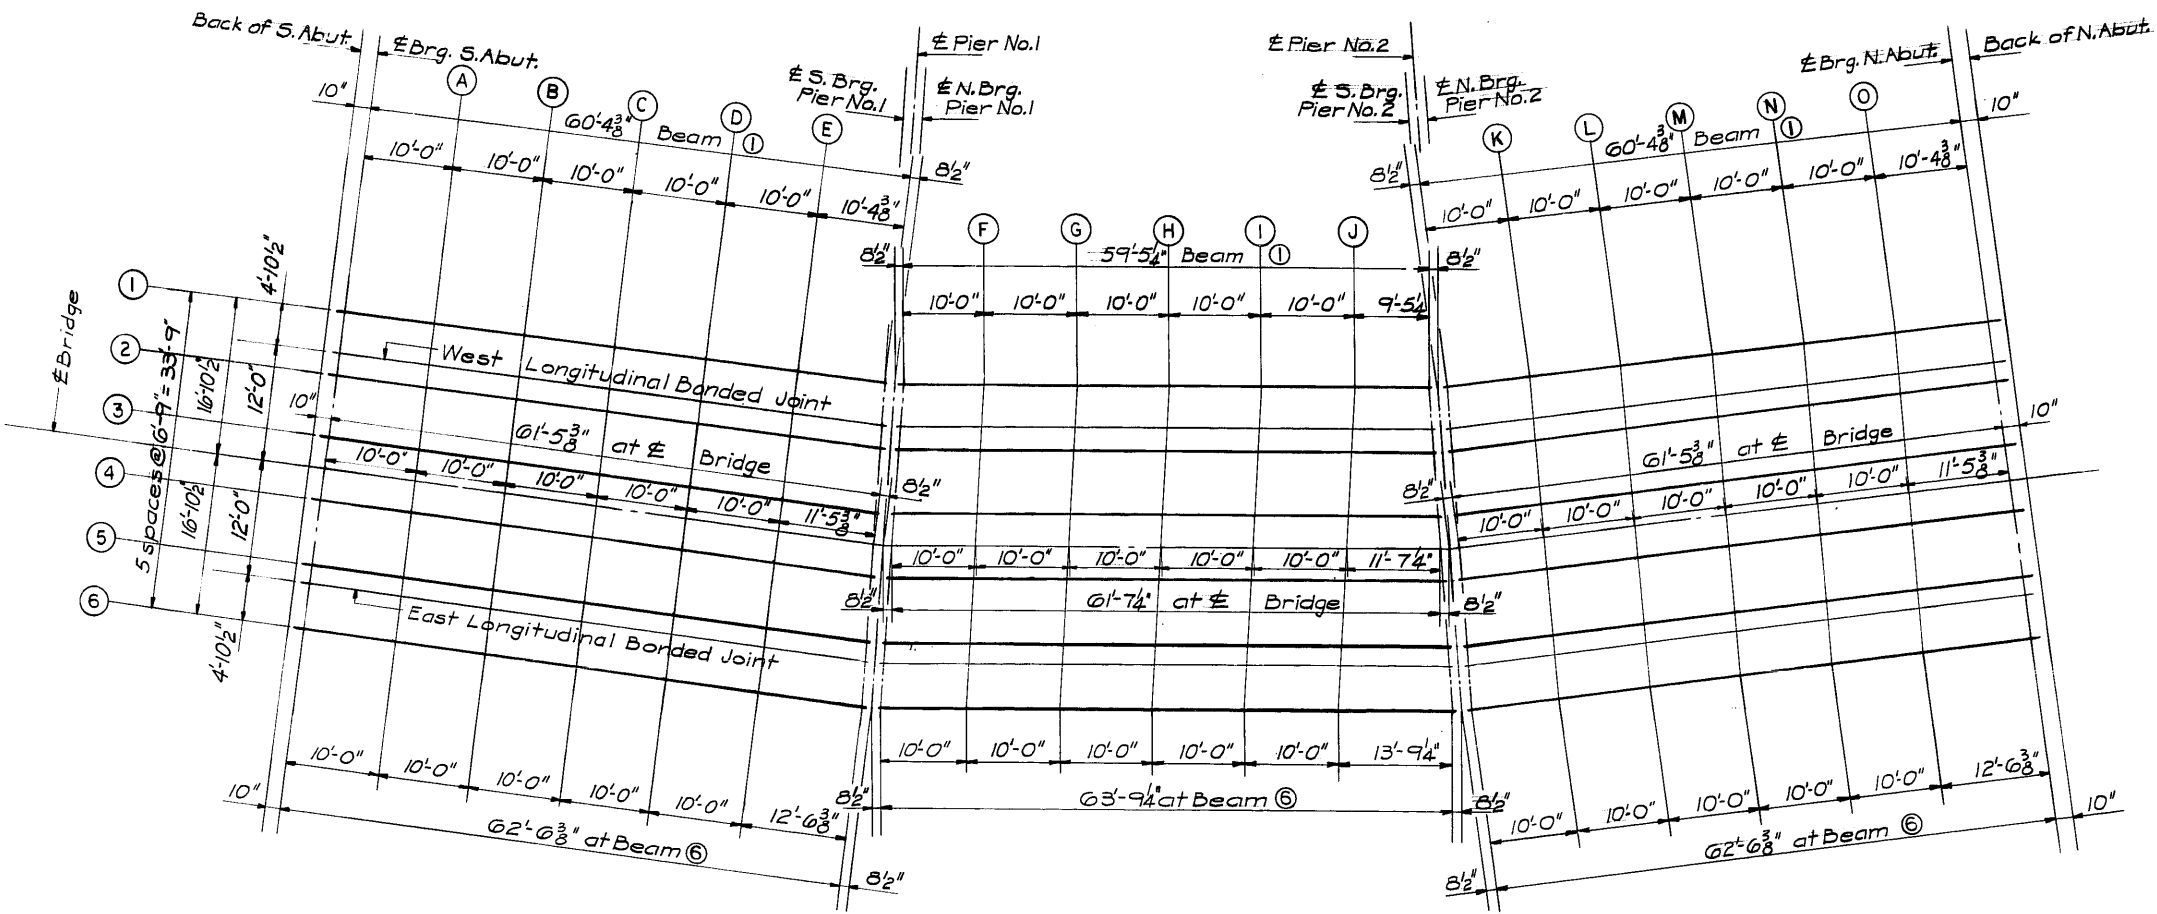 Back of S. Abut.
℄ Brg. S. Abut.
℄ Pier No. 1
℄ S. Brg.
Pier No. 1
℄ N. Brg.
Pier No. 1
℄ Pier No. 2
℄ S. Brg.
Pier No. 2
℄ N. Brg.
Pier No. 2
℄ Brg. N. Abut.
Back of N. Abut.
10"
A
B
C
D
E
60'-4⅜" Beam ①
8½"
10'-0"
10'-0"
10'-0"
10'-0"
10'-0"
10'-4⅜"
8½"
K
L
M
N
O
60'-4⅜" Beam ①
10"
10'-0"
10'-0"
10'-0"
10'-0"
10'-0"
10'-4⅜"
F
G
H
I
J
8½"
59'-5¼" Beam ①
8½"
10'-0"
10'-0"
10'-0"
10'-0"
10'-0"
9'-5¼
1
2
3
4
5
6
℄ Bridge
5 spaces @ 6'-9" = 33'-9"
16'-10½"
16'-10½"
4'-10½"
12'-0"
12'-0"
4'-10½"
West Longitudinal Bonded Joint
10"
61'-5⅜" at ℄ Bridge
8½"
10'-0"
10'-0"
10'-0"
10'-0"
10'-0"
11'-5⅜"
8½"
61'-5⅜" at ℄ Bridge
10"
10'-0"
10'-0"
10'-0"
10'-0"
10'-0"
11'-5⅜"
10'-0"
10'-0"
10'-0"
10'-0"
10'-0"
11'-7¼"
8½"
61'-7¼" at ℄ Bridge
8½"
East Longitudinal Bonded Joint
10'-0"
10'-0"
10'-0"
10'-0"
10'-0"
12'-6⅜"
10"
62'-6⅜" at Beam ⑥
8½"
10'-0"
10'-0"
10'-0"
10'-0"
10'-0"
13'-9¼"
8½"
63'-9¼" at Beam ⑥
8½"
10'-0"
10'-0"
10'-0"
10'-0"
10'-0"
12'-6⅜"
8½"
62'-6⅜" at Beam ⑥
10"